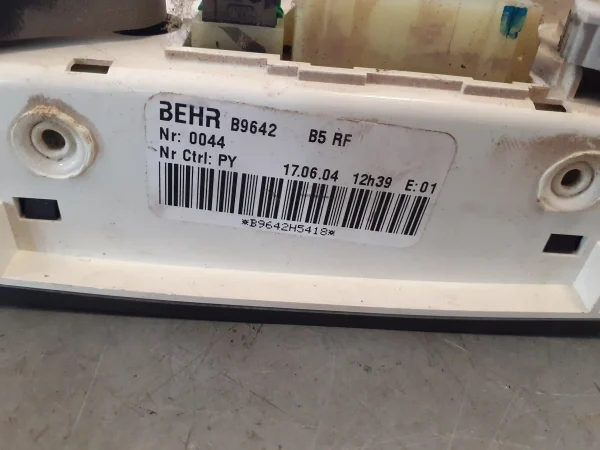 BEHR B9642 B5 RF
Nr: 0044
Nr Ctrl: PY 17.06.04 12h39 E:01
*B9642H5418*